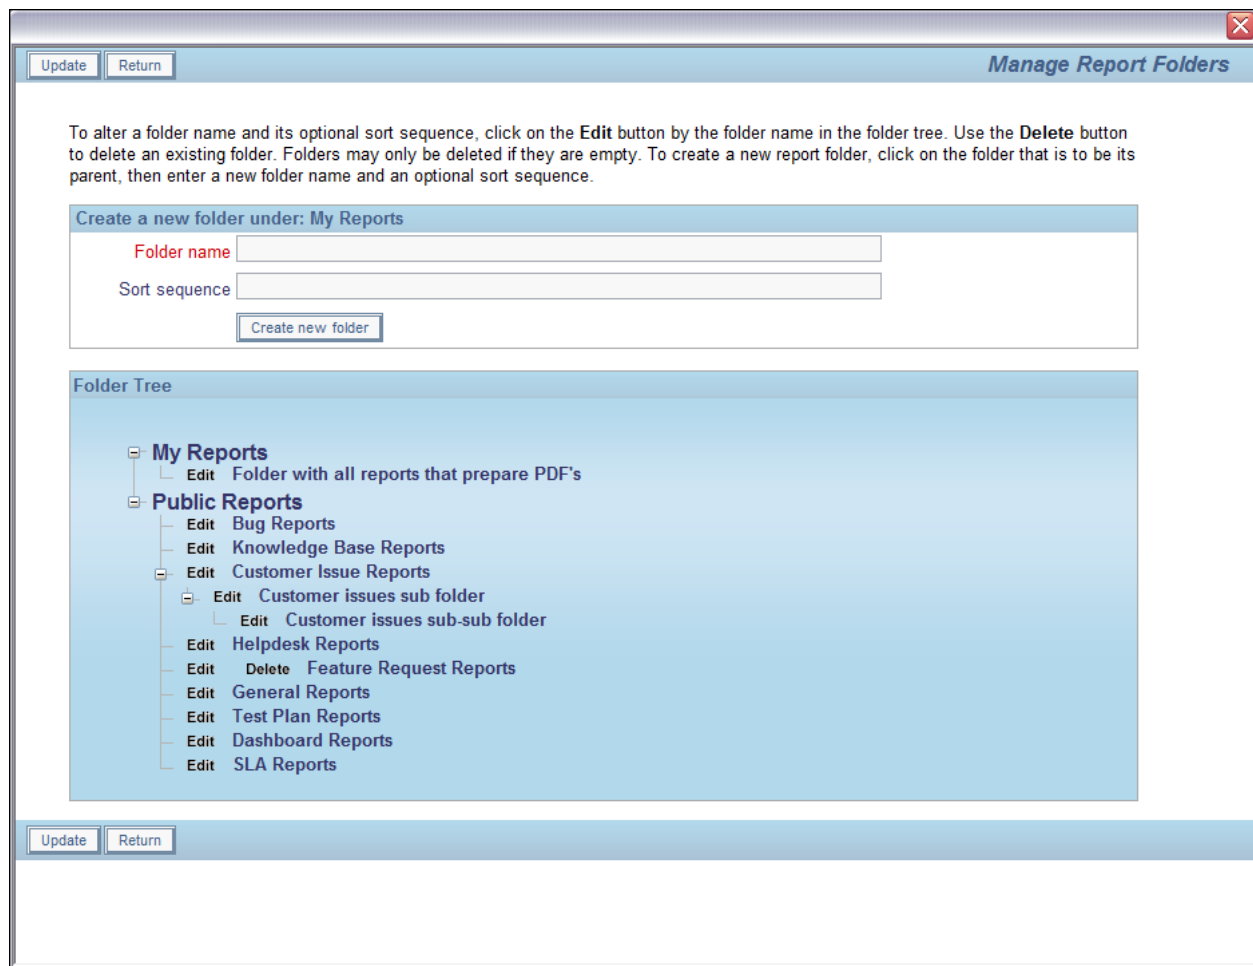 Update Return Manage Report Folders
To alter a folder name and its optional sort sequence, click on the Edit button by the folder name in the folder tree. Use the Delete button
to delete an existing folder. Folders may only be deleted if they are empty. To create a new report folder, click on the folder that is to be its
parent, then enter a new folder name and an optional sort sequence.
Create a new folder under: My Reports
Folder name
Sort sequence
Create new folder
Folder Tree
My Reports
Edit Folder with all reports that prepare PDF's
Public Reports
Edit Bug Reports
Edit Knowledge Base Reports
Edit Customer Issue Reports
Edit Customer issues sub folder
Edit Customer issues sub-sub folder
Edit Helpdesk Reports
Edit Delete Feature Request Reports
Edit General Reports
Edit Test Plan Reports
Edit Dashboard Reports
Edit SLA Reports
Update Return